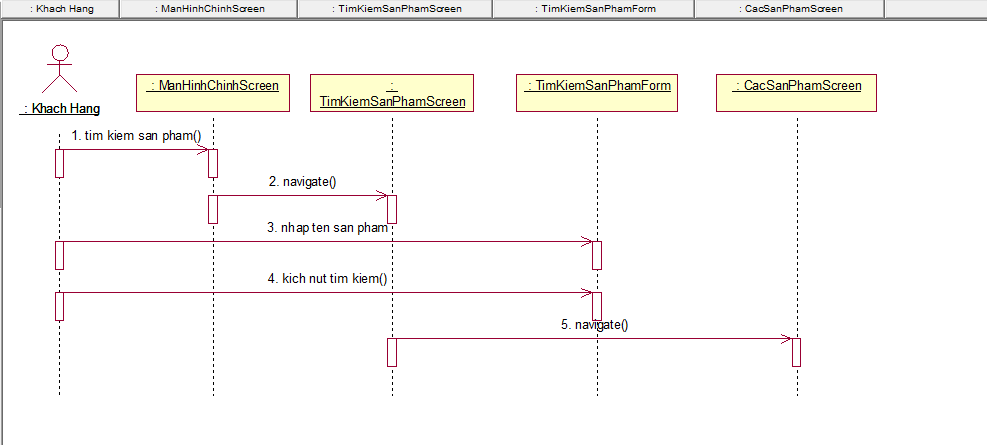 : Khach Hang
: ManHinhChinhScreen
: TimKiemSanPhamScreen
: TimKiemSanPhamForm
: CacSanPhamScreen
: Khach Hang
: ManHinhChinhScreen
:
TimKiemSanPhamScreen
: TimKiemSanPhamForm
: CacSanPhamScreen
1. tim kiem san pham()
2. navigate()
3. nhap ten san pham
4. kich nut tim kiem()
5. navigate()